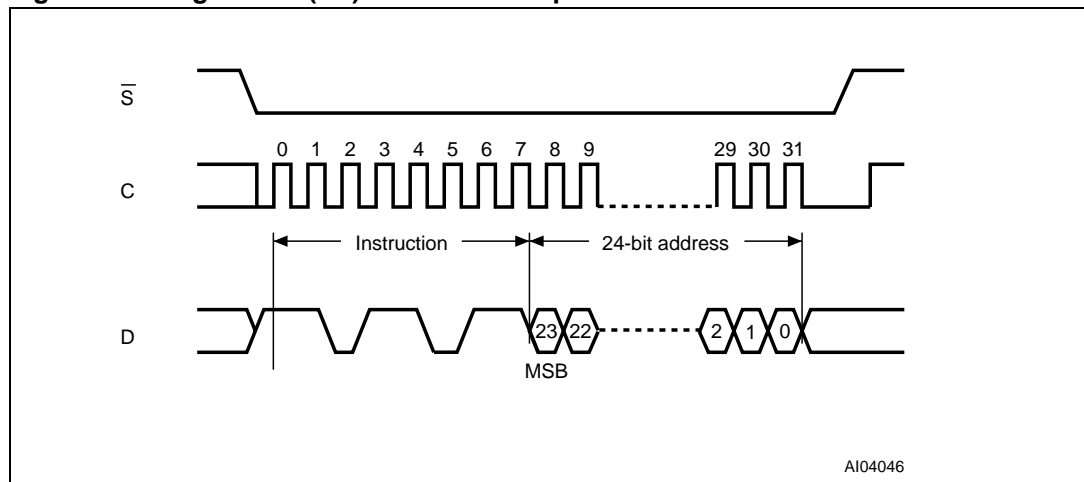 S̅
0 1 2 3 4 5 6 7 8 9 29 30 31
C
Instruction 24-bit address
D
23 22 2 1 0
MSB
AI04046